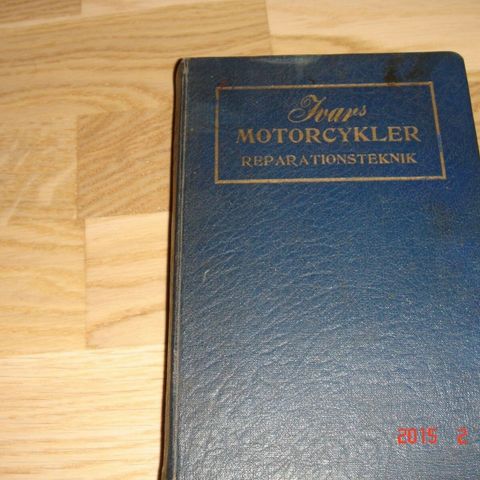 Ivars
MOTORCYKLER
REPARATIONSTEKNIK
2015 2